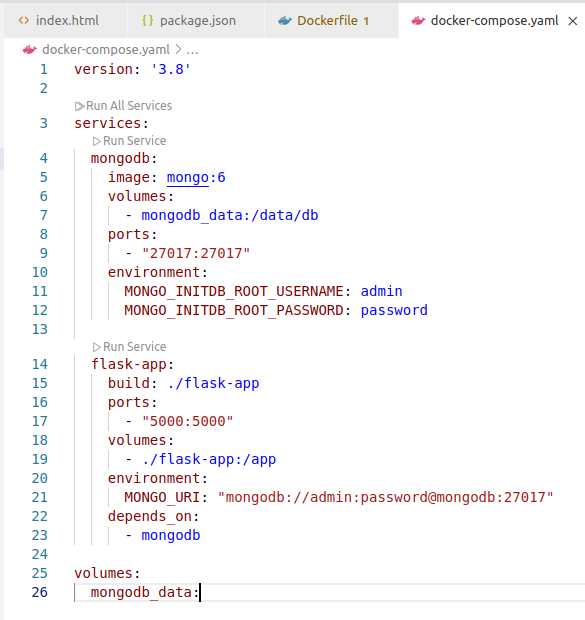 index.html package.json Dockerfile 1 docker-compose.yaml
docker-compose.yaml > ...
1 version: '3.8'
2
Run All Services
3 services:
Run Service
4 mongodb:
5 image: mongo:6
6 volumes:
7 - mongodb_data:/data/db
8 ports:
9 - "27017:27017"
10 environment:
11 MONGO_INITDB_ROOT_USERNAME: admin
12 MONGO_INITDB_ROOT_PASSWORD: password
13
Run Service
14 flask-app:
15 build: ./flask-app
16 ports:
17 - "5000:5000"
18 volumes:
19 - ./flask-app:/app
20 environment:
21 MONGO_URI: "mongodb://admin:password@mongodb:27017"
22 depends_on:
23 - mongodb
24
25 volumes:
26 mongodb_data: